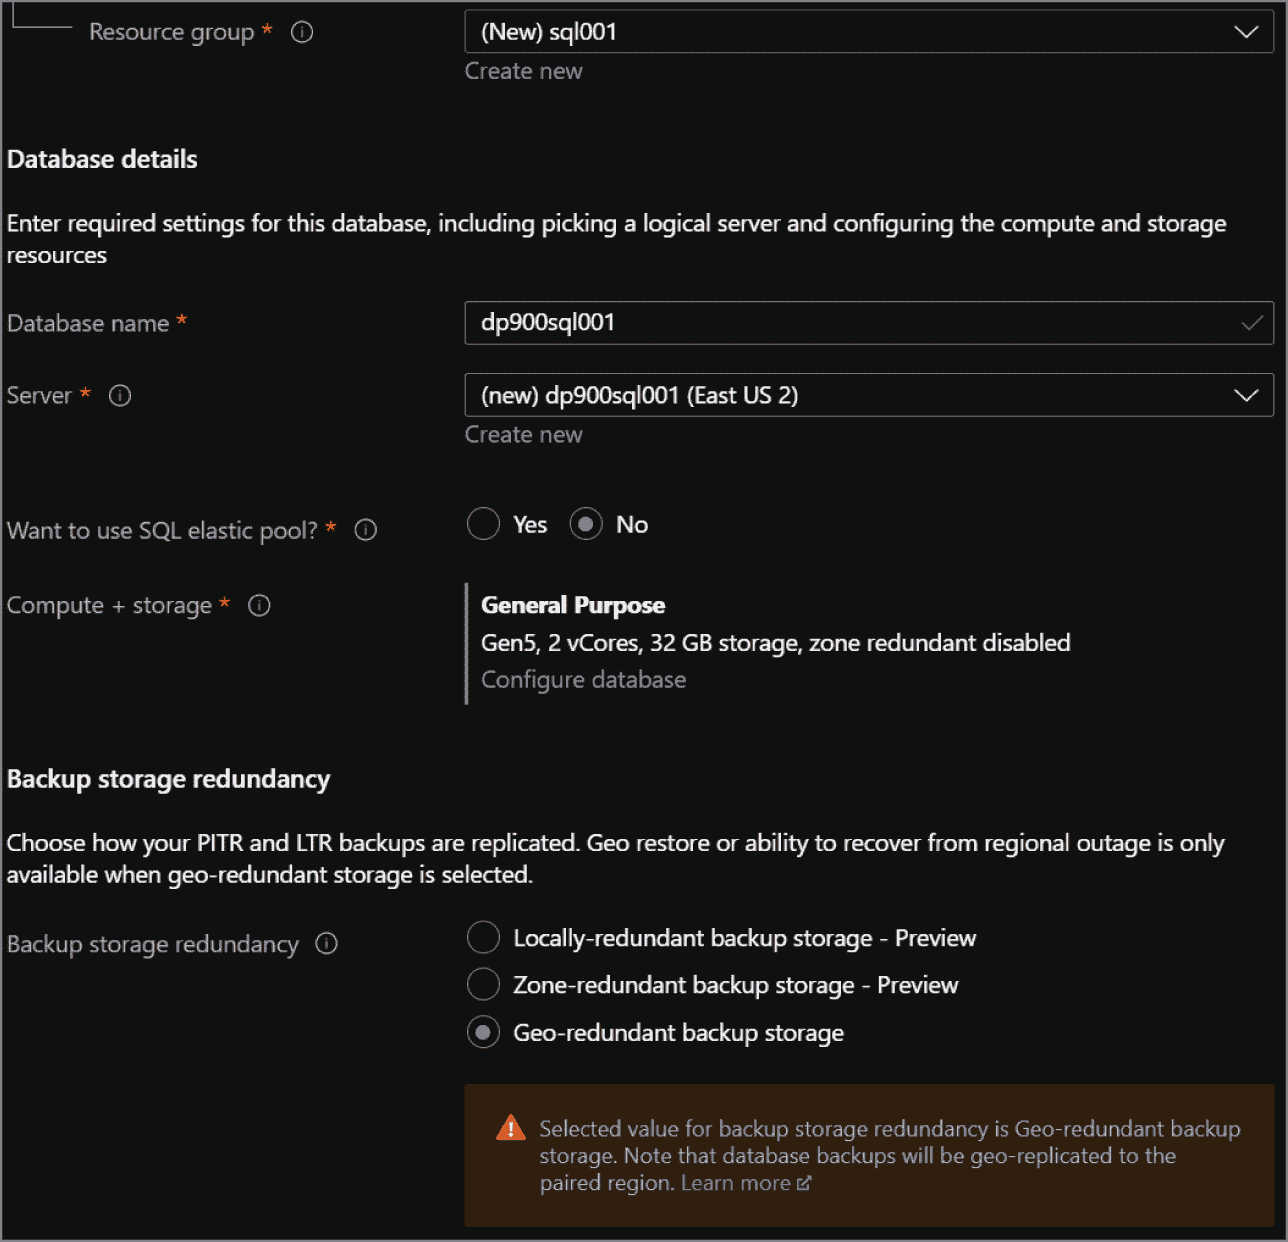 Resource group *
(New) sql001
Create new
Database details
Enter required settings for this database, including picking a logical server and configuring the compute and storage
resources
Database name *
dp900sql001
Server *
(new) dp900sql001 (East US 2)
Create new
Want to use SQL elastic pool? *
Yes
No
Compute + storage *
General Purpose
Gen5, 2 vCores, 32 GB storage, zone redundant disabled
Configure database
Backup storage redundancy
Choose how your PITR and LTR backups are replicated. Geo restore or ability to recover from regional outage is only
available when geo-redundant storage is selected.
Backup storage redundancy
Locally-redundant backup storage - Preview
Zone-redundant backup storage - Preview
Geo-redundant backup storage
Selected value for backup storage redundancy is Geo-redundant backup
storage. Note that database backups will be geo-replicated to the
paired region. Learn more